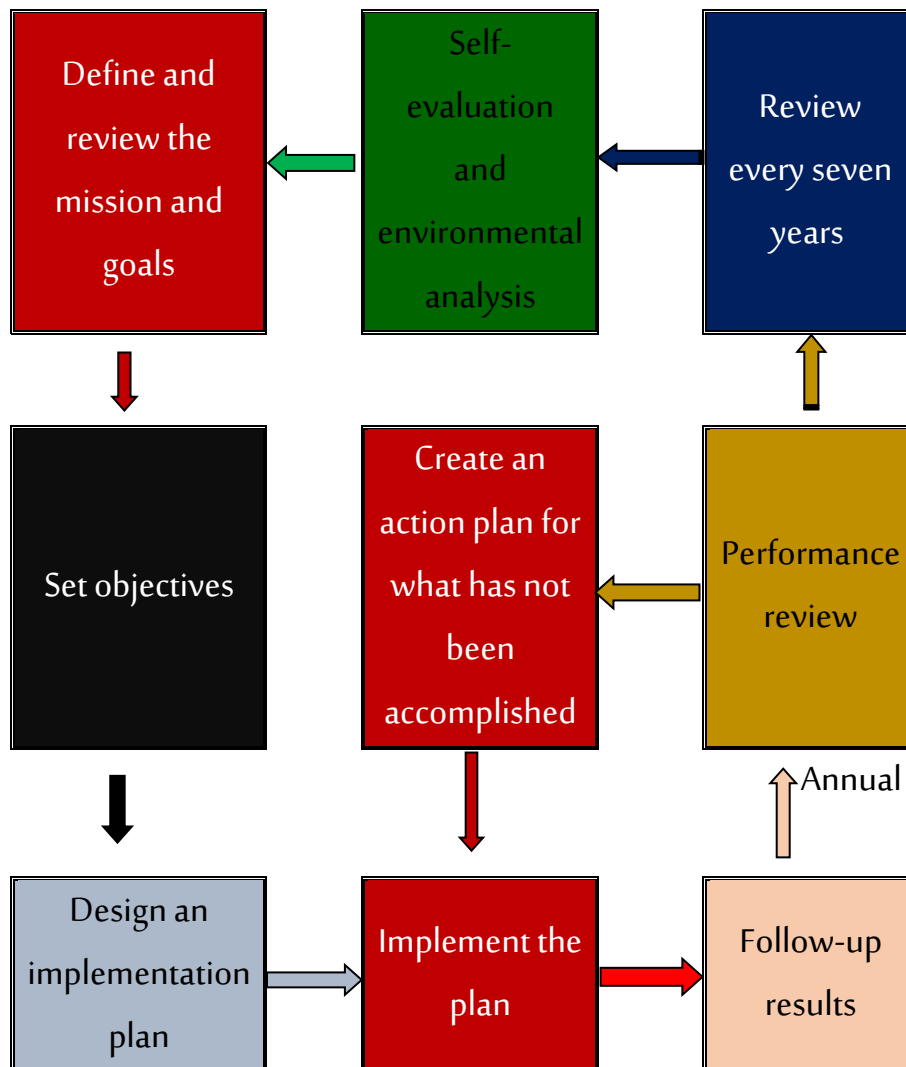 Define and
review the
mission and
goals
Self-
evaluation
and
environmental
analysis
Review
every seven
years
Set objectives
Create an
action plan for
what has not
been
accomplished
Performance
review
Annual
Design an
implementation
plan
Implement the
plan
Follow-up
results